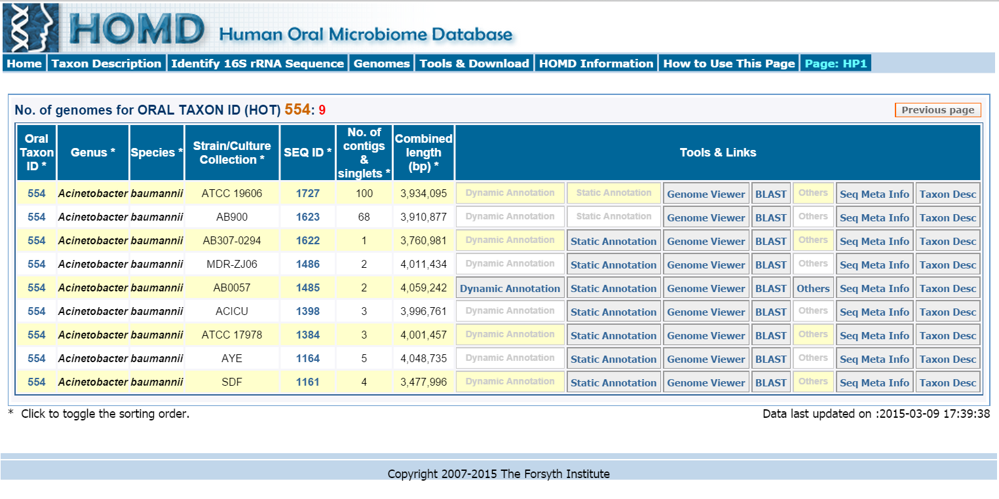 HOMD Human Oral Microbiome Database
Home Taxon Description Identify 16S rRNA Sequence Genomes Tools & Download HOMD Information How to Use This Page Page: HP1
No. of genomes for ORAL TAXON ID (HOT) 554: 9
Previous page
Oral Taxon ID * Genus * Species * Strain/Culture Collection * SEQ ID * No. of contigs & singlets * Combined length (bp) * Tools & Links
554 Acinetobacter baumannii ATCC 19606 1727 100 3,934,095 Dynamic Annotation Static Annotation Genome Viewer BLAST Others Seq Meta Info Taxon Desc
554 Acinetobacter baumannii AB900 1623 68 3,910,877 Dynamic Annotation Static Annotation Genome Viewer BLAST Others Seq Meta Info Taxon Desc
554 Acinetobacter baumannii AB307-0294 1622 1 3,760,981 Dynamic Annotation Static Annotation Genome Viewer BLAST Others Seq Meta Info Taxon Desc
554 Acinetobacter baumannii MDR-ZJ06 1486 2 4,011,434 Dynamic Annotation Static Annotation Genome Viewer BLAST Others Seq Meta Info Taxon Desc
554 Acinetobacter baumannii AB0057 1485 2 4,059,242 Dynamic Annotation Static Annotation Genome Viewer BLAST Others Seq Meta Info Taxon Desc
554 Acinetobacter baumannii ACICU 1398 3 3,996,761 Dynamic Annotation Static Annotation Genome Viewer BLAST Others Seq Meta Info Taxon Desc
554 Acinetobacter baumannii ATCC 17978 1384 3 4,001,457 Dynamic Annotation Static Annotation Genome Viewer BLAST Others Seq Meta Info Taxon Desc
554 Acinetobacter baumannii AYE 1164 5 4,048,735 Dynamic Annotation Static Annotation Genome Viewer BLAST Others Seq Meta Info Taxon Desc
554 Acinetobacter baumannii SDF 1161 4 3,477,996 Dynamic Annotation Static Annotation Genome Viewer BLAST Others Seq Meta Info Taxon Desc
* Click to toggle the sorting order.
Data last updated on :2015-03-09 17:39:38
Copyright 2007-2015 The Forsyth Institute